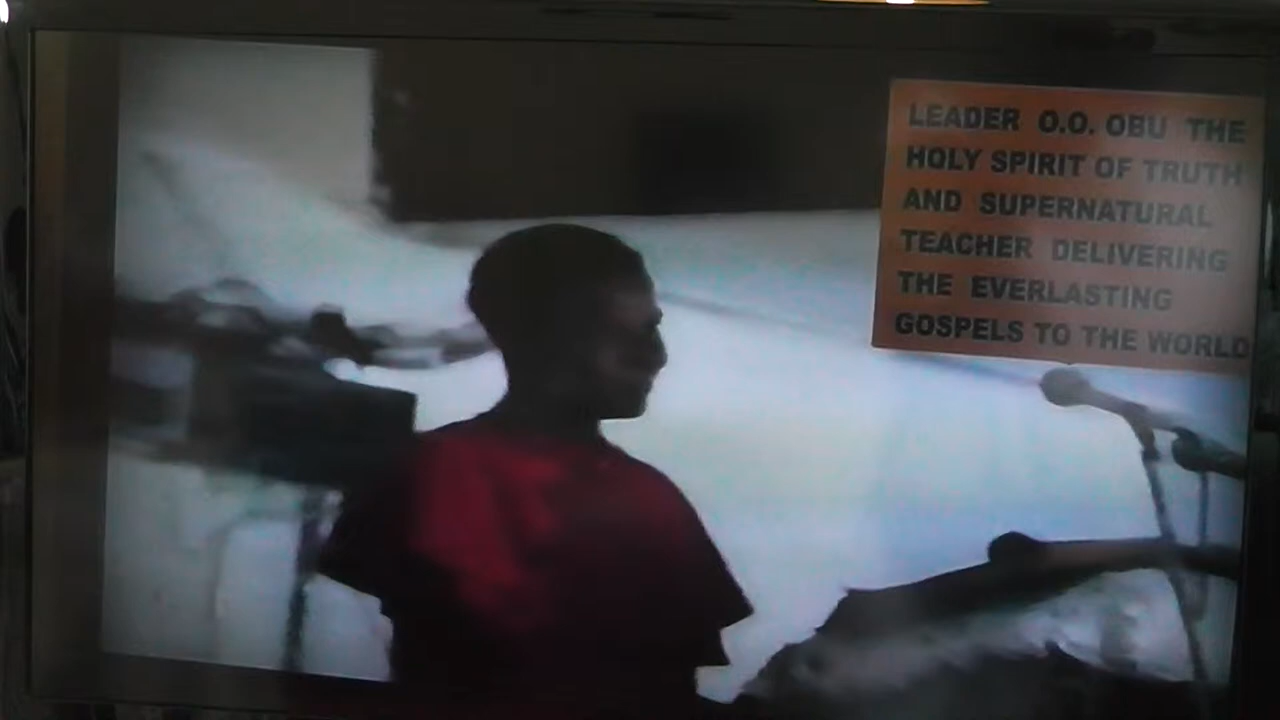 LEADER O.O. OBU THE
HOLY SPIRIT OF TRUTH
AND SUPERNATURAL
TEACHER DELIVERING
THE EVERLASTING
GOSPELS TO THE WORLD